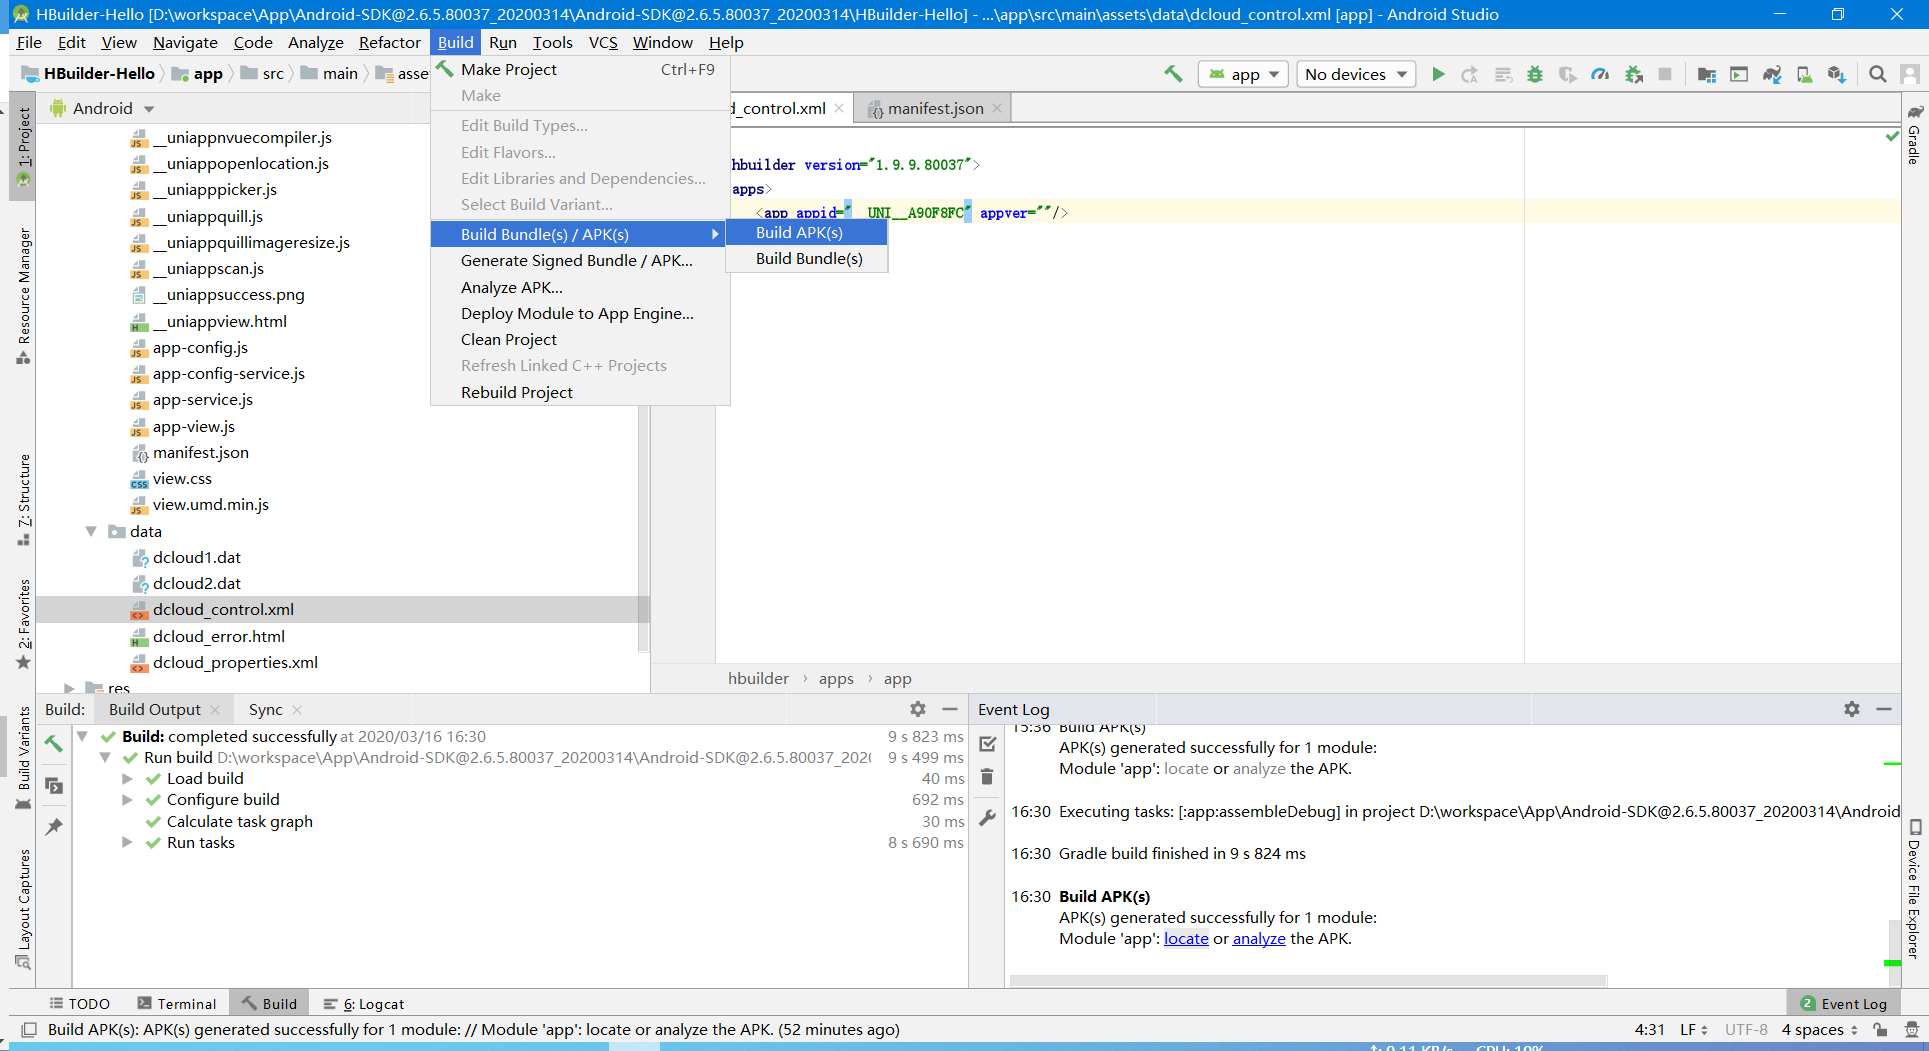 HBuilder-Hello [D:\workspace\App\Android-SDK@2.6.5.80037_20200314\Android-SDK@2.6.5.80037_20200314\HBuilder-Hello] - ...\app\src\main\assets\data\dcloud_control.xml [app] - Android Studio
File Edit View Navigate Code Analyze Refactor Build Run Tools VCS Window Help
HBuilder-Hello app src main asse
app No devices
Make Project Ctrl+F9
Make
Edit Build Types...
Edit Flavors...
Edit Libraries and Dependencies...
Select Build Variant...
Build Bundle(s) / APK(s)
Generate Signed Bundle / APK...
Analyze APK...
Deploy Module to App Engine...
Clean Project
Refresh Linked C++ Projects
Rebuild Project
Build APK(s)
Build Bundle(s)
1: Project
Resource Manager
7: Structure
2: Favorites
Build Variants
Layout Captures
Android
__uniappnvuecompiler.js
__uniappopenlocation.js
__uniapppicker.js
__uniappquill.js
__uniappquillimageresize.js
__uniappscan.js
__uniappsuccess.png
__uniappview.html
app-config.js
app-config-service.js
app-service.js
app-view.js
manifest.json
view.css
view.umd.min.js
data
dcloud1.dat
dcloud2.dat
dcloud_control.xml
dcloud_error.html
dcloud_properties.xml
res
d_control.xml manifest.json
hbuilder version="1.9.9.80037">
apps>
<app appid="__UNI__A90F8FC" appver=""/>
hbuilder › apps › app
Gradle
Device File Explorer
Build: Build Output Sync
Build: completed successfully at 2020/03/16 16:30 9 s 823 ms
Run build D:\workspace\App\Android-SDK@2.6.5.80037_20200314\Android-SDK@2.6.5.80037_202( 9 s 499 ms
Load build 40 ms
Configure build 692 ms
Calculate task graph 30 ms
Run tasks 8 s 690 ms
Event Log
15:36 Build APK(s)
APK(s) generated successfully for 1 module:
Module 'app': locate or analyze the APK.
16:30 Executing tasks: [:app:assembleDebug] in project D:\workspace\App\Android-SDK@2.6.5.80037_20200314\Android
16:30 Gradle build finished in 9 s 824 ms
16:30 Build APK(s)
APK(s) generated successfully for 1 module:
Module 'app': locate or analyze the APK.
TODO Terminal Build 6: Logcat 2 Event Log
Build APK(s): APK(s) generated successfully for 1 module: // Module 'app': locate or analyze the APK. (52 minutes ago) 4:31 LF UTF-8 4 spaces